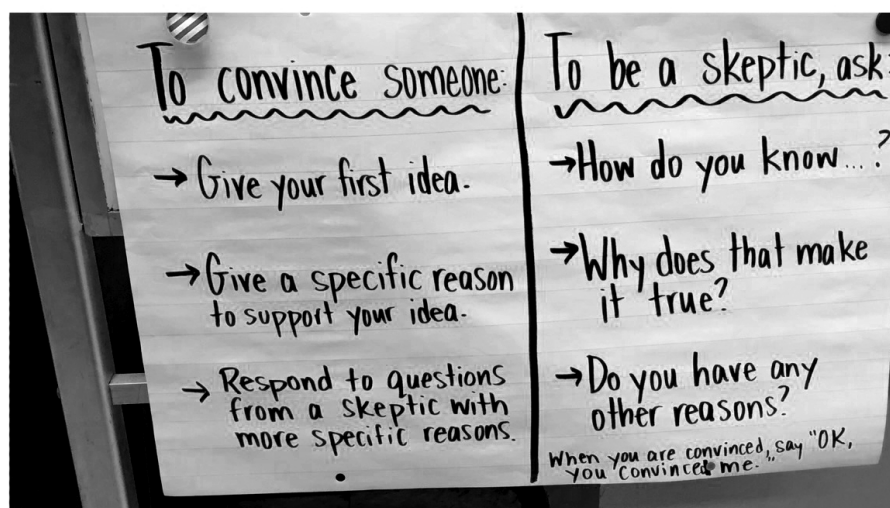 To convince someone:
→ Give your first idea.
→ Give a specific reason
to support your idea.
→ Respond to questions
from a skeptic with
more specific reasons.
To be a skeptic, ask:
→ How do you know...?
→ Why does that make
it true?
→ Do you have any
other reasons?
When you are convinced, say "OK,
you convinced me."